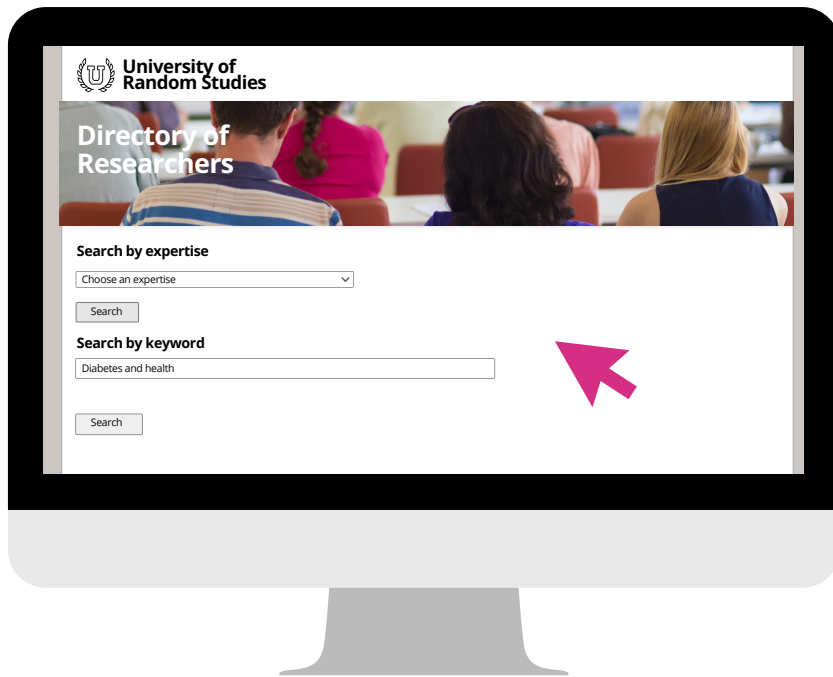 U
University of
Random Studies
Directory of
Researchers
Search by expertise
Choose an expertise
Search
Search by keyword
Diabetes and health
Search